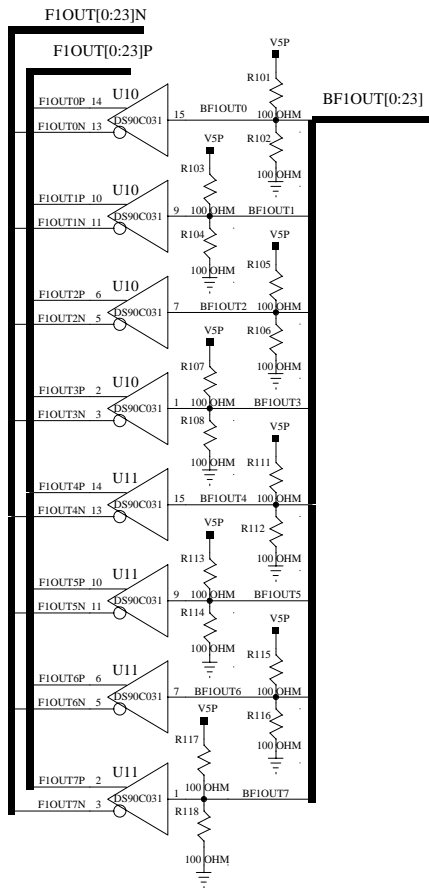 F1OUT[0:23]N
F1OUT[0:23]P
BF1OUT[0:23]
V5P
R101
U10
F1OUT0P 14
DS90C031
15 BF1OUT0
100 OHM
F1OUT0N 13
R102
100 OHM
V5P
R103
U10
F1OUT1P 10
DS90C031
9 BF1OUT1
100 OHM
F1OUT1N 11
R104
100 OHM
V5P
R105
U10
F1OUT2P 6
DS90C031
7 BF1OUT2
100 OHM
F1OUT2N 5
R106
100 OHM
V5P
R107
U10
F1OUT3P 2
DS90C031
1 BF1OUT3
100 OHM
F1OUT3N 3
R108
100 OHM
V5P
R111
U11
F1OUT4P 14
DS90C031
15 BF1OUT4
100 OHM
F1OUT4N 13
R112
100 OHM
V5P
R113
U11
F1OUT5P 10
DS90C031
9 BF1OUT5
100 OHM
F1OUT5N 11
R114
100 OHM
V5P
R115
U11
F1OUT6P 6
DS90C031
7 BF1OUT6
100 OHM
F1OUT6N 5
R116
100 OHM
V5P
R117
U11
F1OUT7P 2
DS90C031
1 BF1OUT7
100 OHM
F1OUT7N 3
R118
100 OHM